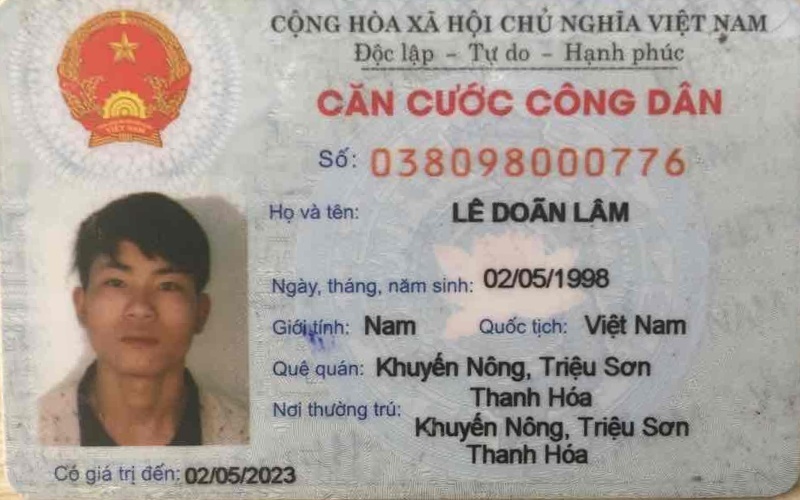 CỘNG HÒA XÃ HỘI CHỦ NGHĨA VIỆT NAM
Độc lập - Tự do - Hạnh phúc
CĂN CƯỚC CÔNG DÂN
Số: 038098000776
Họ và tên: LÊ DOÃN LÂM
Ngày, tháng, năm sinh: 02/05/1998
Giới tính: Nam Quốc tịch: Việt Nam
Quê quán: Khuyến Nông, Triệu Sơn
Thanh Hóa
Nơi thường trú: Khuyến Nông, Triệu Sơn
Thanh Hóa
Có giá trị đến: 02/05/2023
VIỆT NAM